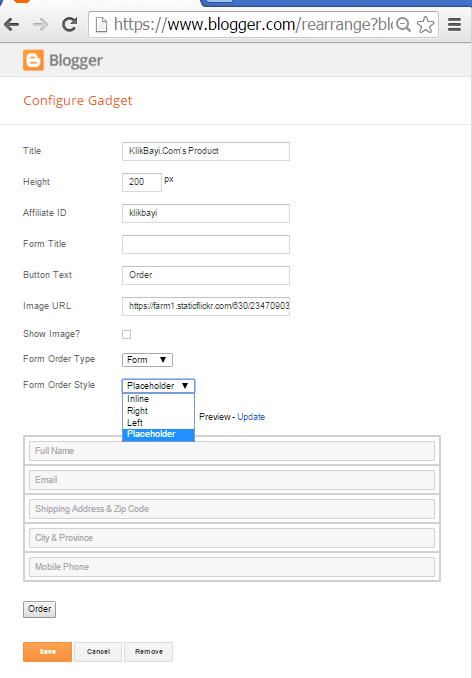 https://www.blogger.com/rearrange?bl
Blogger
Configure Gadget
Title KlikBayi.Com's Product
Height 200 px
Affiliate ID klikbayi
Form Title
Button Text Order
Image URL https://farm1.staticflickr.com/630/23470903
Show Image?
Form Order Type Form
Form Order Style Placeholder
Inline
Right
Left
Placeholder
Preview - Update
Full Name
Email
Shipping Address & Zip Code
City & Province
Mobile Phone
Order
Save Cancel Remove